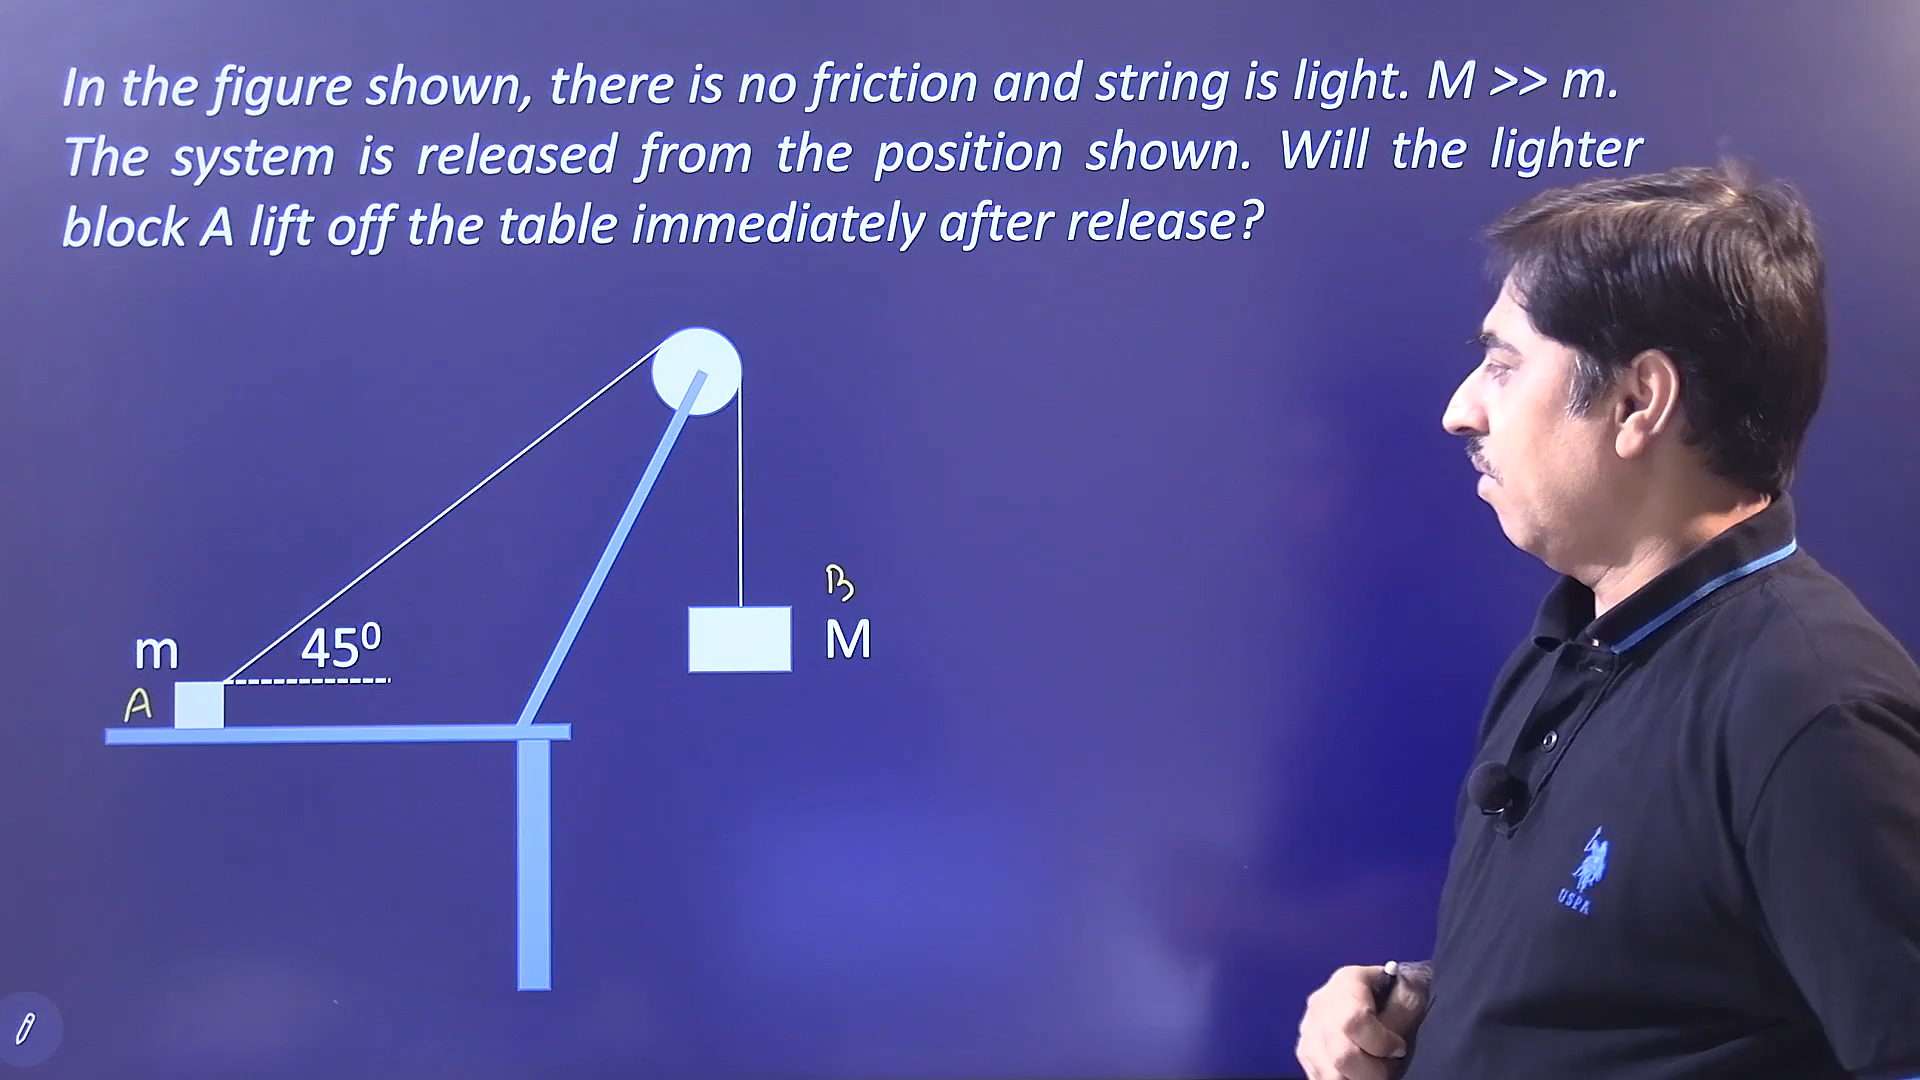 In the figure shown, there is no friction and string is light. M >> m.
The system is released from the position shown. Will the lighter
block A lift off the table immediately after release?
B
m
45⁰
M
A
USPA